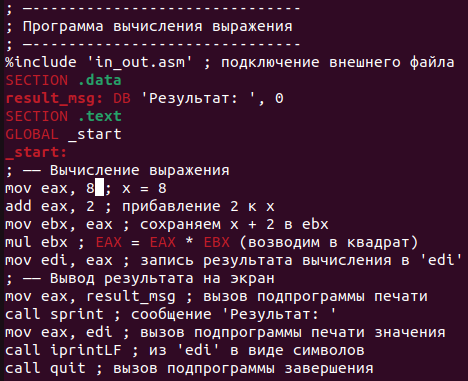 ; —-------------------------------
; Программа вычисления выражения
; —-------------------------------
%include 'in_out.asm' ; подключение внешнего файла
SECTION .data
result_msg: DB 'Результат: ', 0
SECTION .text
GLOBAL _start
_start:
; —– Вычисление выражения
mov eax, 8 ; x = 8
add eax, 2 ; прибавление 2 к x
mov ebx, eax ; сохраняем x + 2 в ebx
mul ebx ; EAX = EAX * EBX (возводим в квадрат)
mov edi, eax ; запись результата вычисления в 'edi'
; —– Вывод результата на экран
mov eax, result_msg ; вызов подпрограммы печати
call sprint ; сообщение 'Результат: '
mov eax, edi ; вызов подпрограммы печати значения
call iprintLF ; из 'edi' в виде символов
call quit ; вызов подпрограммы завершения